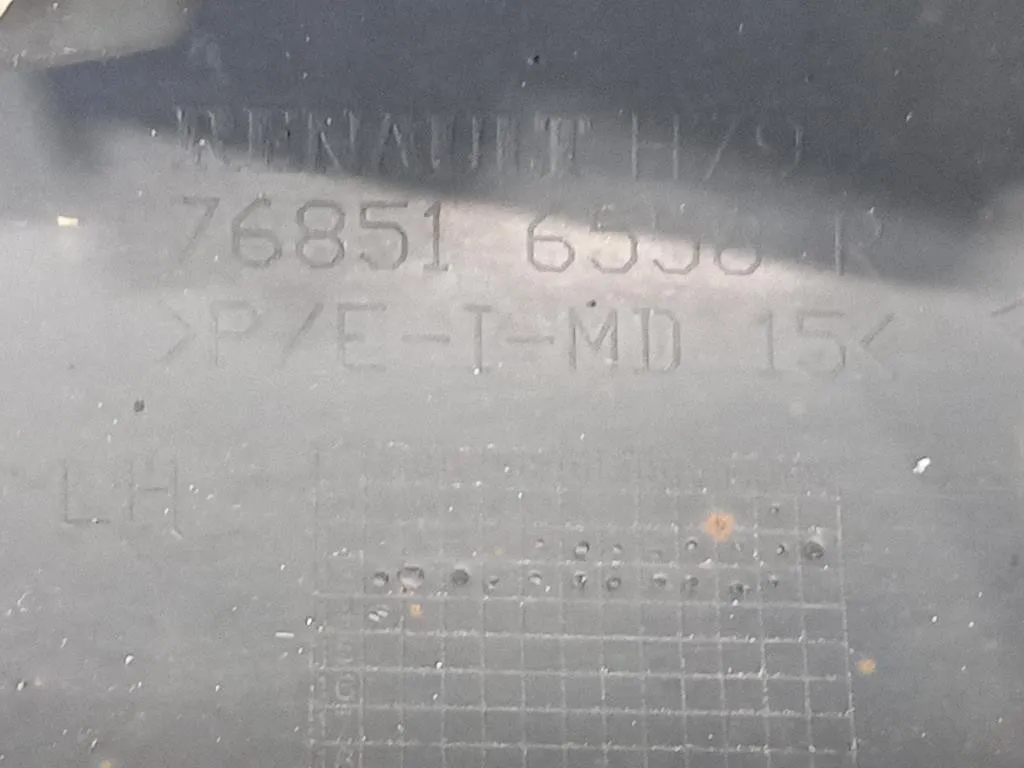 RENAULT H79
76851 6558 R
>P/E-I-MD 15<
LH